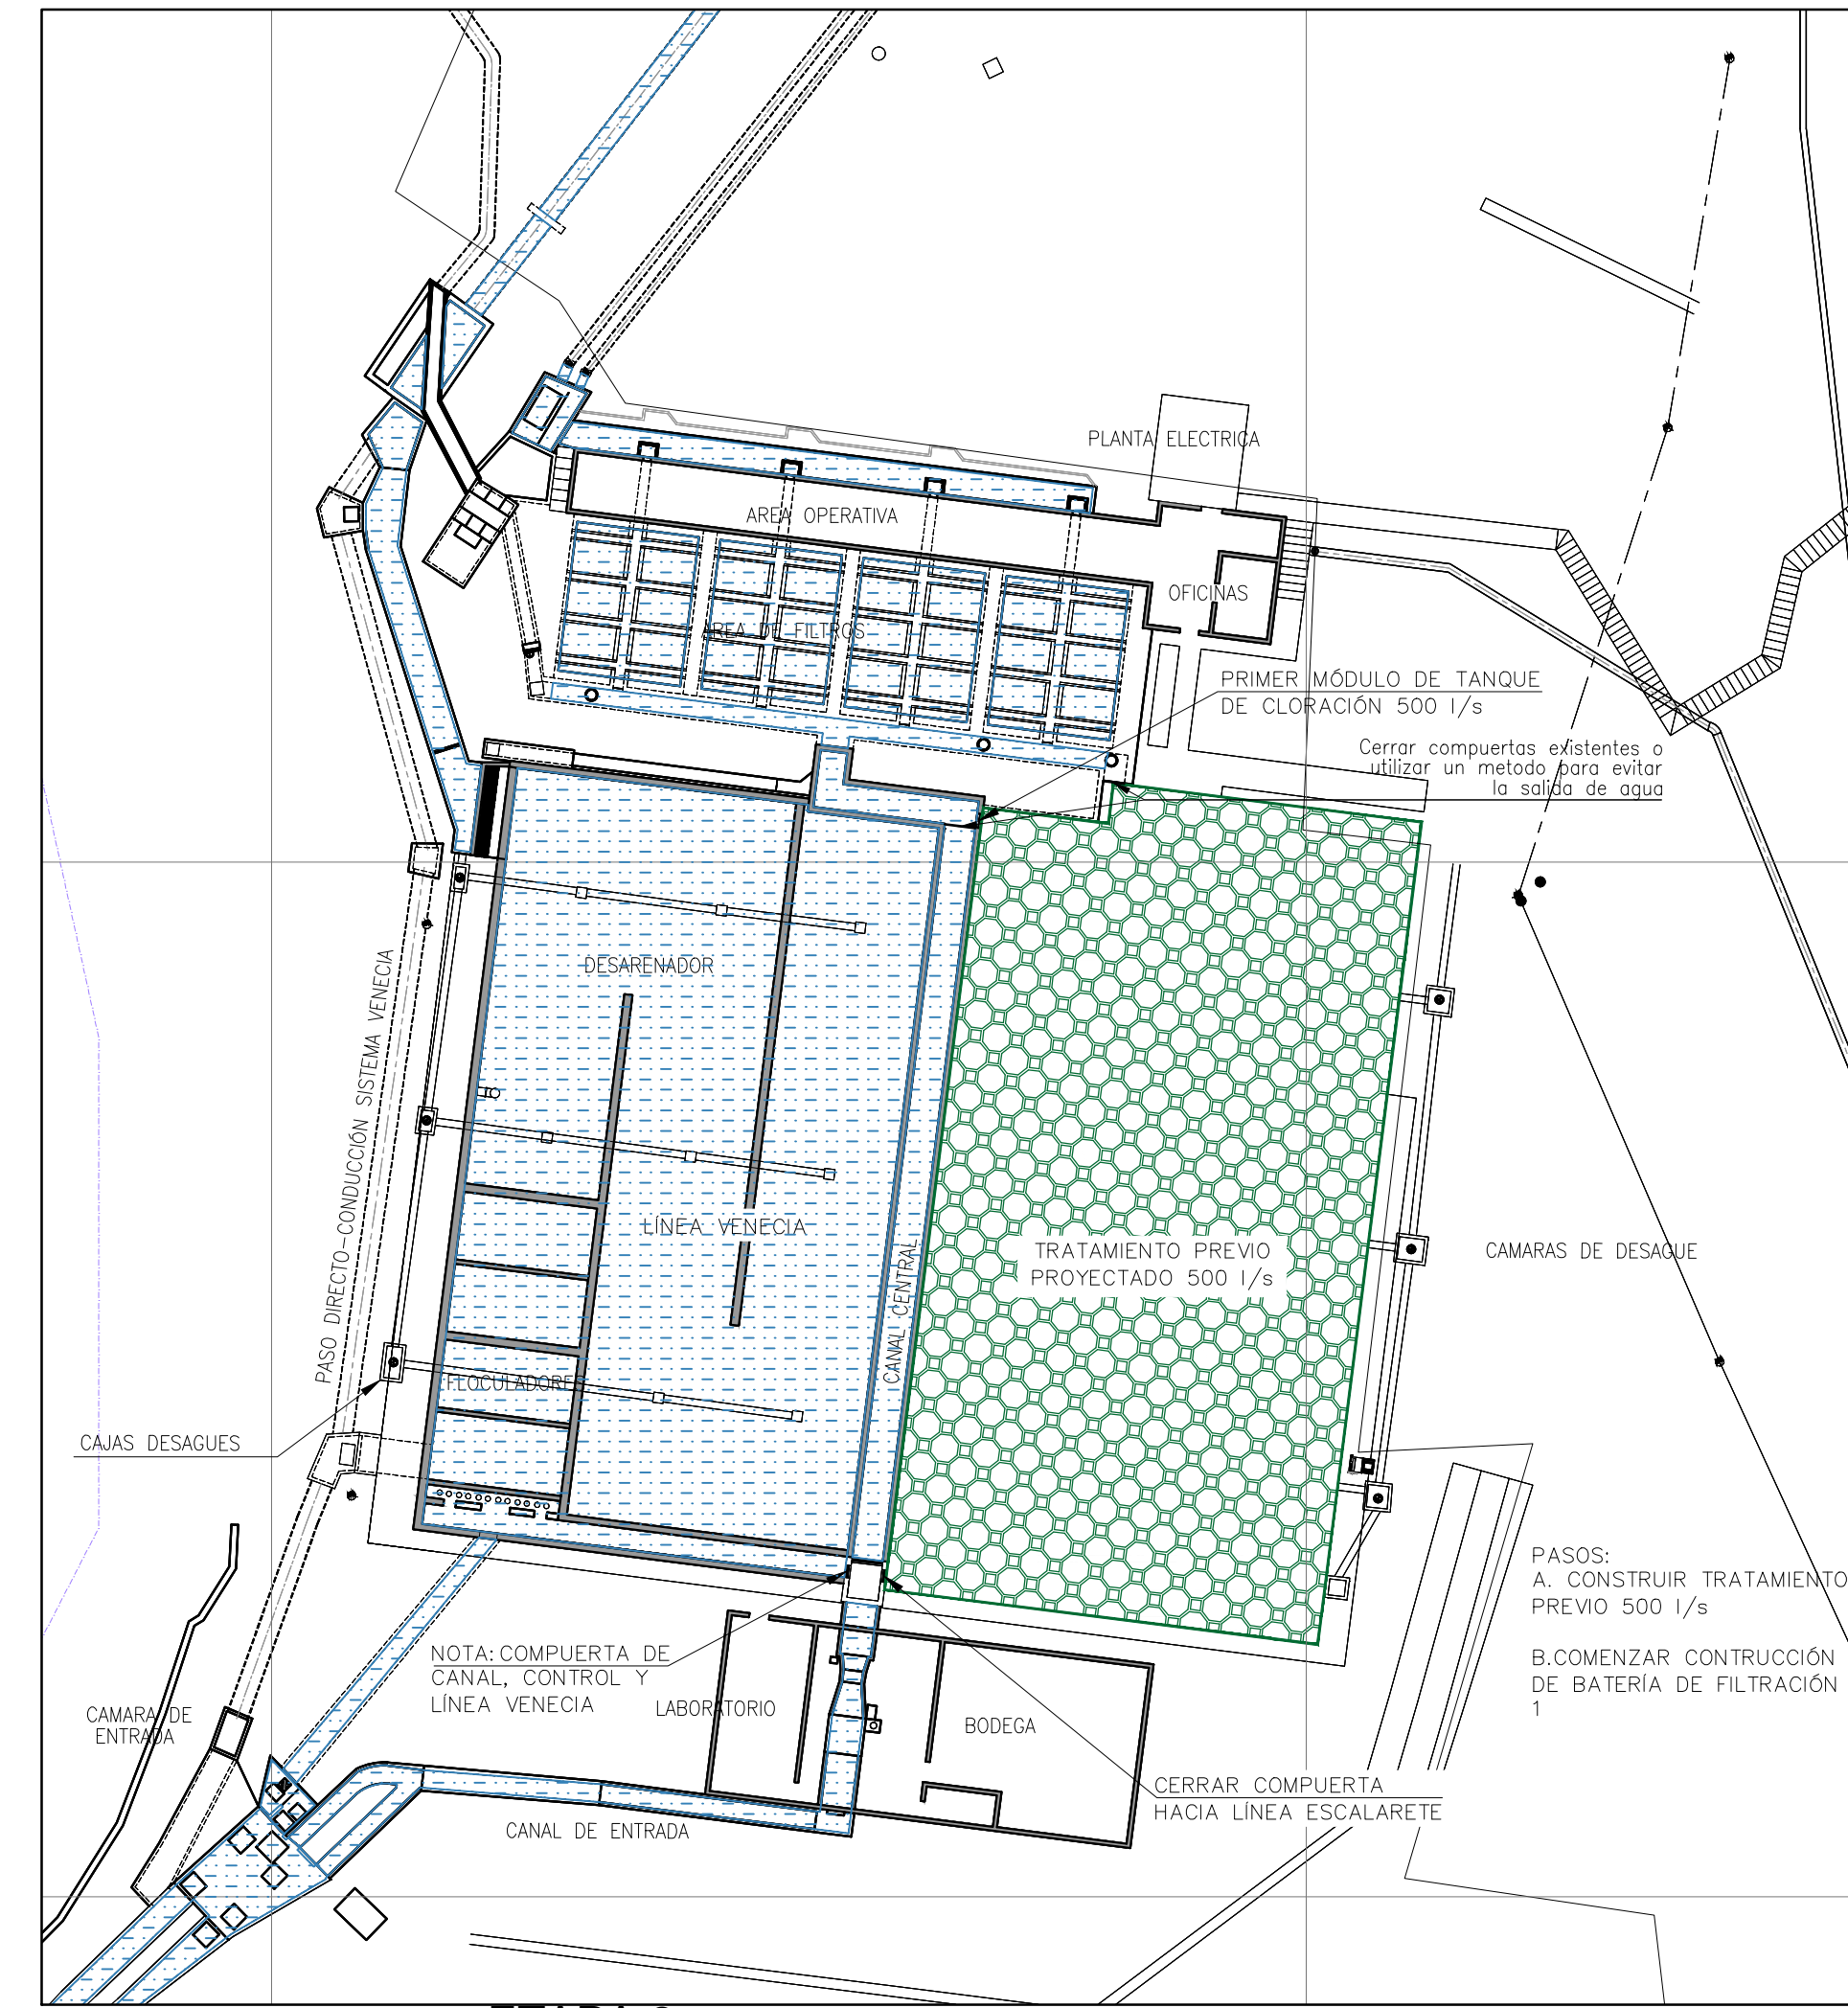 PLANTA ELECTRICA
AREA OPERATIVA
OFICINAS
AREA DE FILTROS
PRIMER MÓDULO DE TANQUE
DE CLORACIÓN 500 l/s
Cerrar compuertas existentes o
utilizar un metodo para evitar
la salida de agua
DESARENADOR
PASO DIRECTO-CONDUCCIÓN SISTEMA VENECIA
LÍNEA VENECIA
CANAL CENTRAL
TRATAMIENTO PREVIO
PROYECTADO 500 l/s
CAMARAS DE DESAGUE
FLOCULADORES
CAJAS DESAGUES
PASOS:
A. CONSTRUIR TRATAMIENTO
PREVIO 500 l/s
B.COMENZAR CONTRUCCIÓN
DE BATERÍA DE FILTRACIÓN
1
NOTA: COMPUERTA DE
CANAL, CONTROL Y
LÍNEA VENECIA
LABORATORIO
BODEGA
CAMARA DE
ENTRADA
CERRAR COMPUERTA
HACIA LÍNEA ESCALARETE
CANAL DE ENTRADA